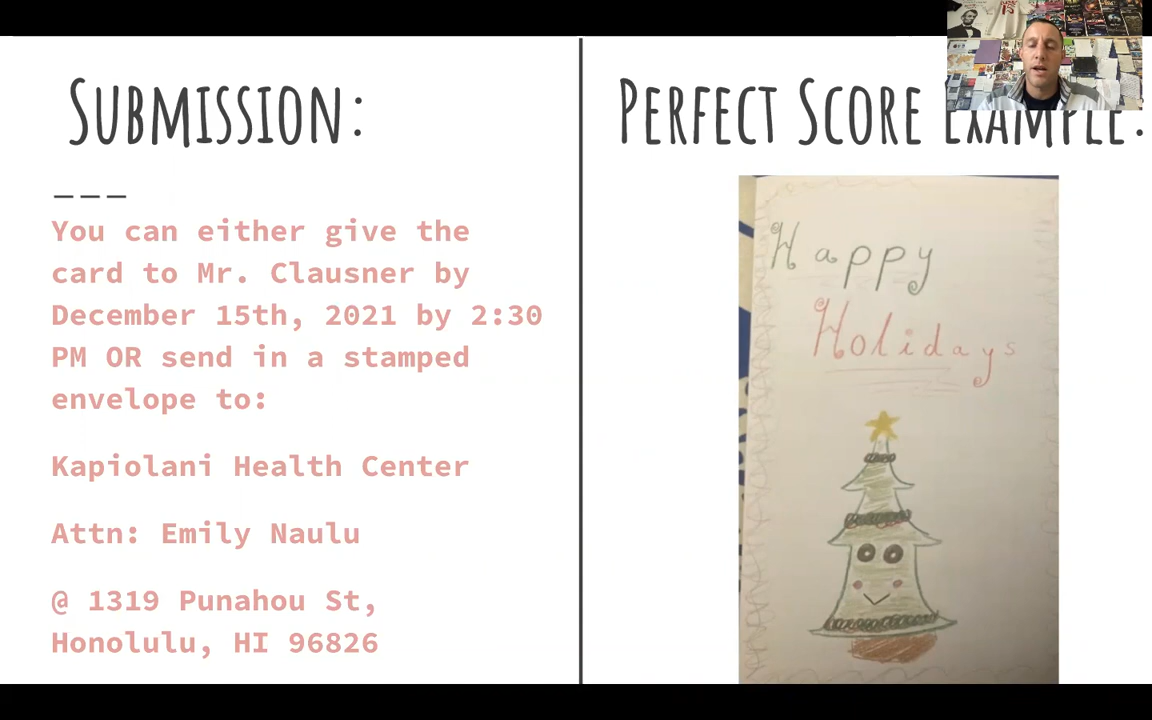 Submission:
Perfect Score Example:
___
You can either give the
card to Mr. Clausner by
December 15th, 2021 by 2:30
PM OR send in a stamped
envelope to:
Kapiolani Health Center
Attn: Emily Naulu
@ 1319 Punahou St,
Honolulu, HI 96826
Happy
Holidays